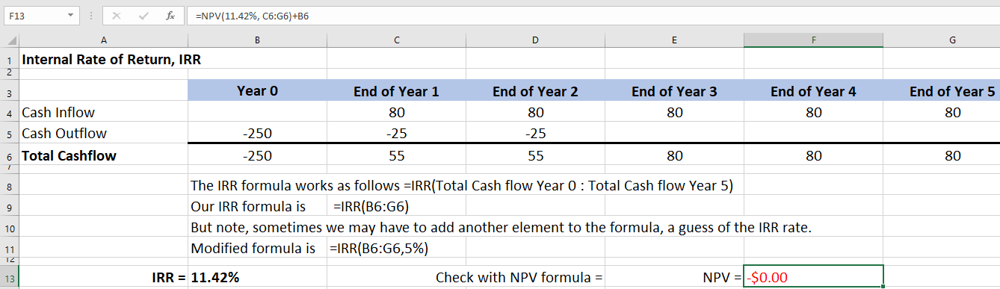 F13 fx =NPV(11.42%, C6:G6)+B6
A B C D E F G
1 Internal Rate of Return, IRR
2
3 Year 0 End of Year 1 End of Year 2 End of Year 3 End of Year 4 End of Year 5
4 Cash Inflow 80 80 80 80 80
5 Cash Outflow -250 -25 -25
6 Total Cashflow -250 55 55 80 80 80
7
8 The IRR formula works as follows =IRR(Total Cash flow Year 0 : Total Cash flow Year 5)
9 Our IRR formula is =IRR(B6:G6)
10 But note, sometimes we may have to add another element to the formula, a guess of the IRR rate.
11 Modified formula is =IRR(B6:G6,5%)
12
13 IRR = 11.42% Check with NPV formula = NPV = -$0.00